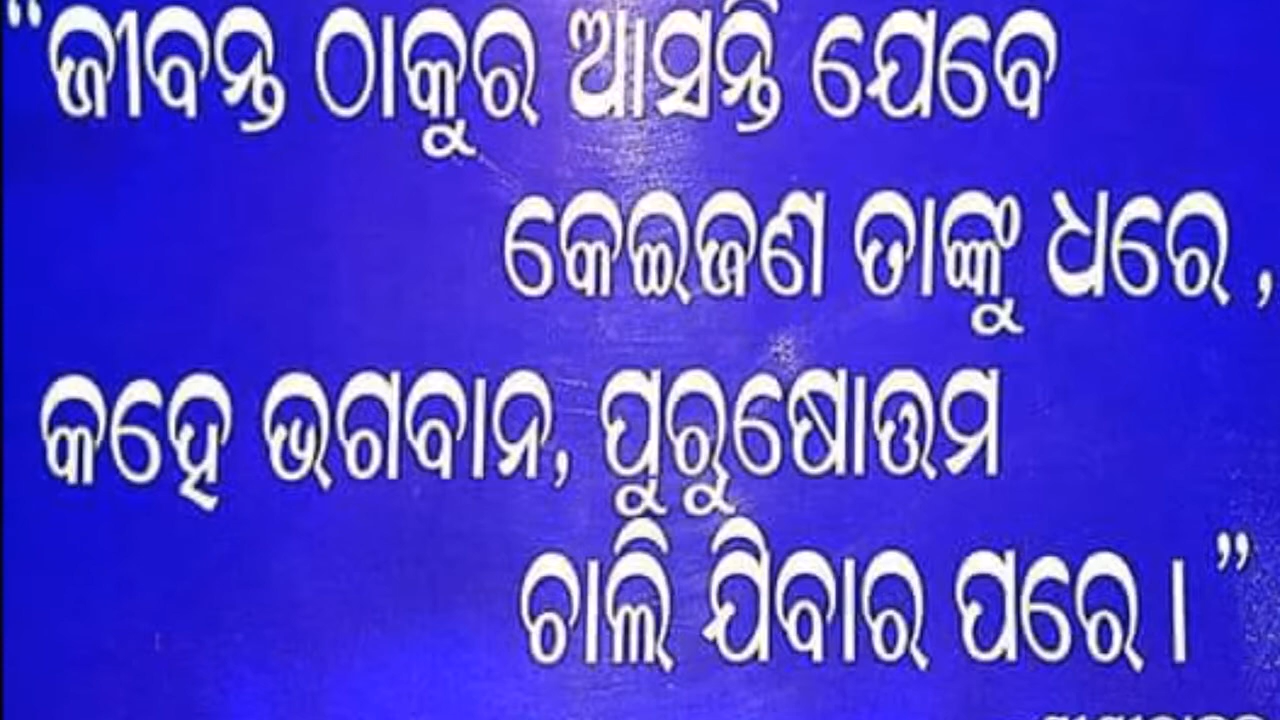 “ଜୀବନ୍ତ ଠାକୁର ଆସନ୍ତି ଯେବେ
କେଇଜଣ ତାଙ୍କୁ ଧରେ ,
କହେ ଭଗବାନ, ପୁରୁଷୋତ୍ତମ
ଚାଲି ଯିବାର ପରେ । ”